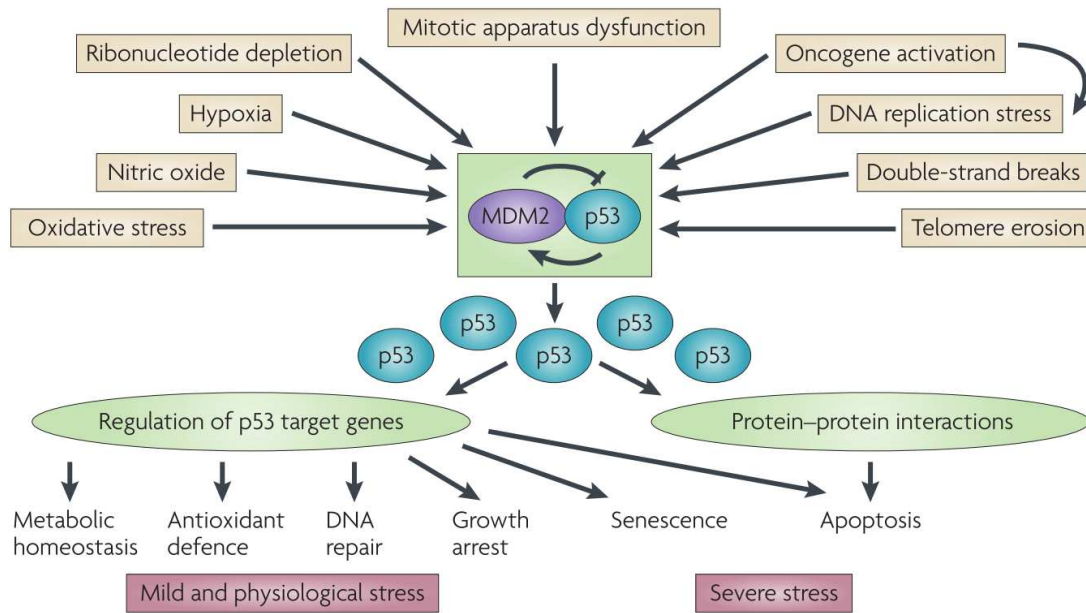 Mitotic apparatus dysfunction
Ribonucleotide depletion
Oncogene activation
Hypoxia
DNA replication stress
Nitric oxide
Double-strand breaks
MDM2
p53
Oxidative stress
Telomere erosion
p53
p53
p53
p53
p53
Regulation of p53 target genes
Protein–protein interactions
Metabolic
homeostasis
Antioxidant
defence
DNA
repair
Growth
arrest
Senescence
Apoptosis
Mild and physiological stress
Severe stress